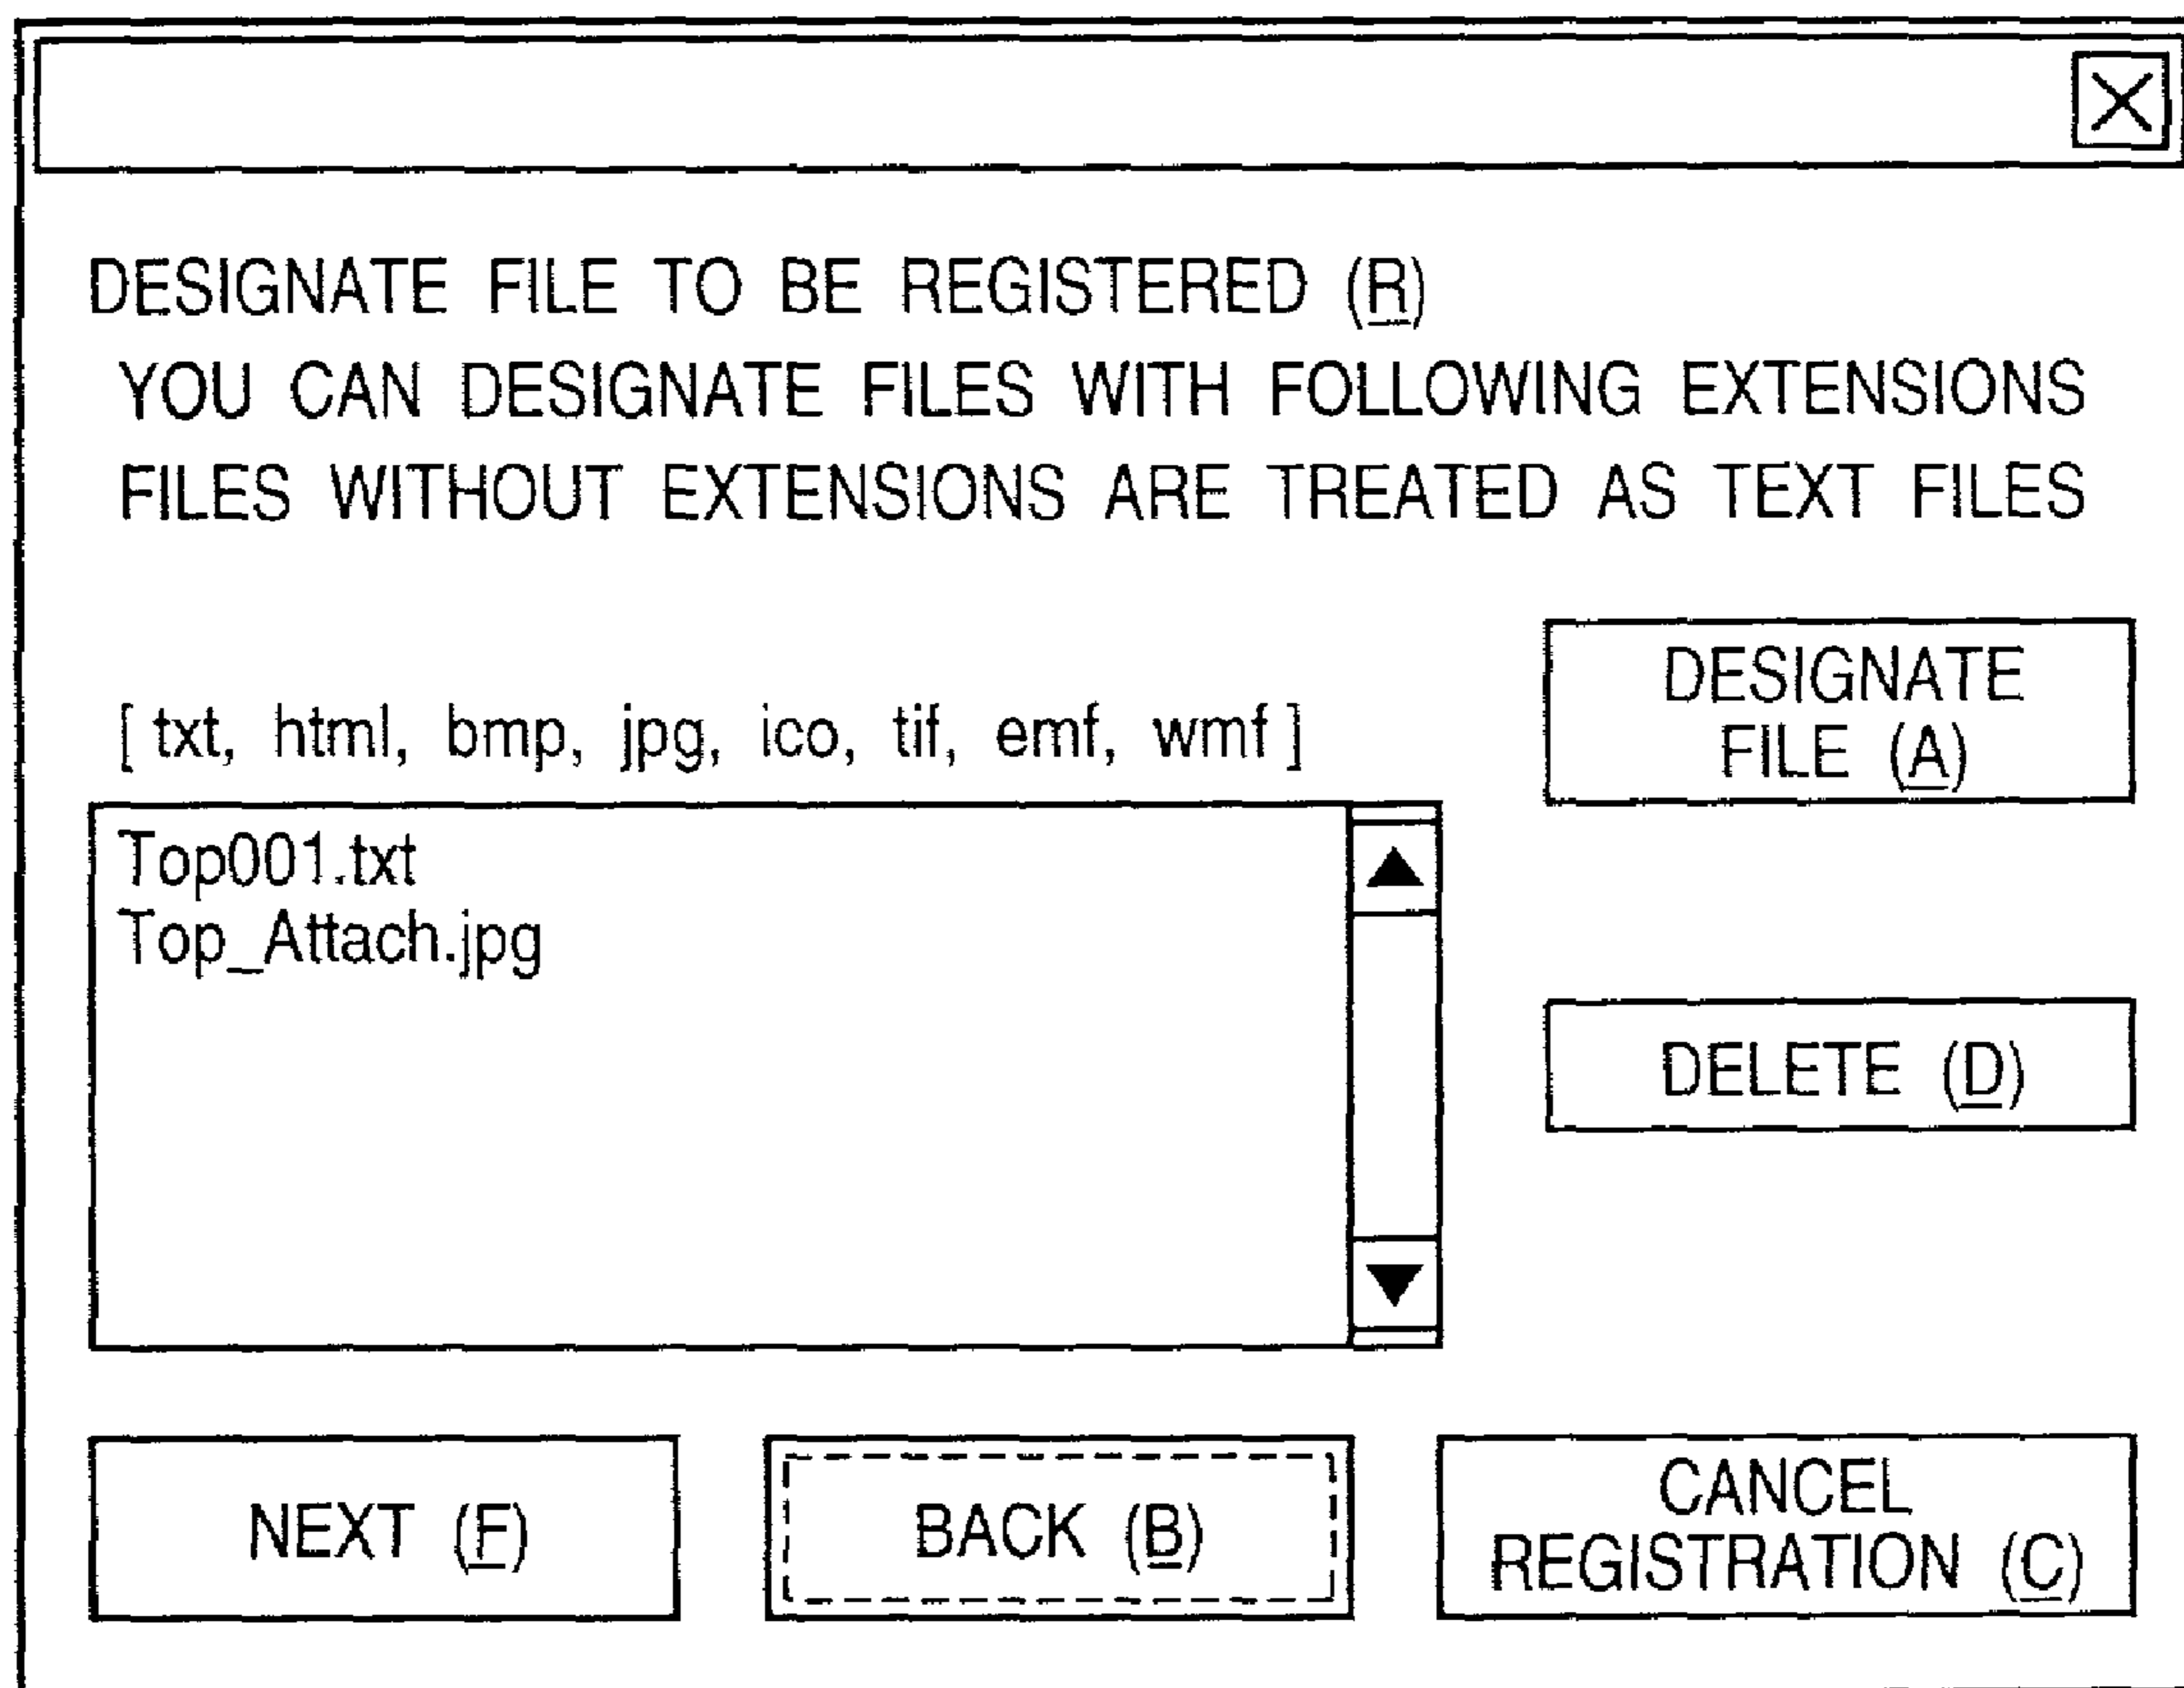 DESIGNATE FILE TO BE REGISTERED (R)
YOU CAN DESIGNATE FILES WITH FOLLOWING EXTENSIONS
FILES WITHOUT EXTENSIONS ARE TREATED AS TEXT FILES
[ txt, html, bmp, jpg, ico, tif, emf, wmf ]
DESIGNATE
FILE (A)
Top001.txt
Top_Attach.jpg
DELETE (D)
NEXT (F)
BACK (B)
CANCEL
REGISTRATION (C)